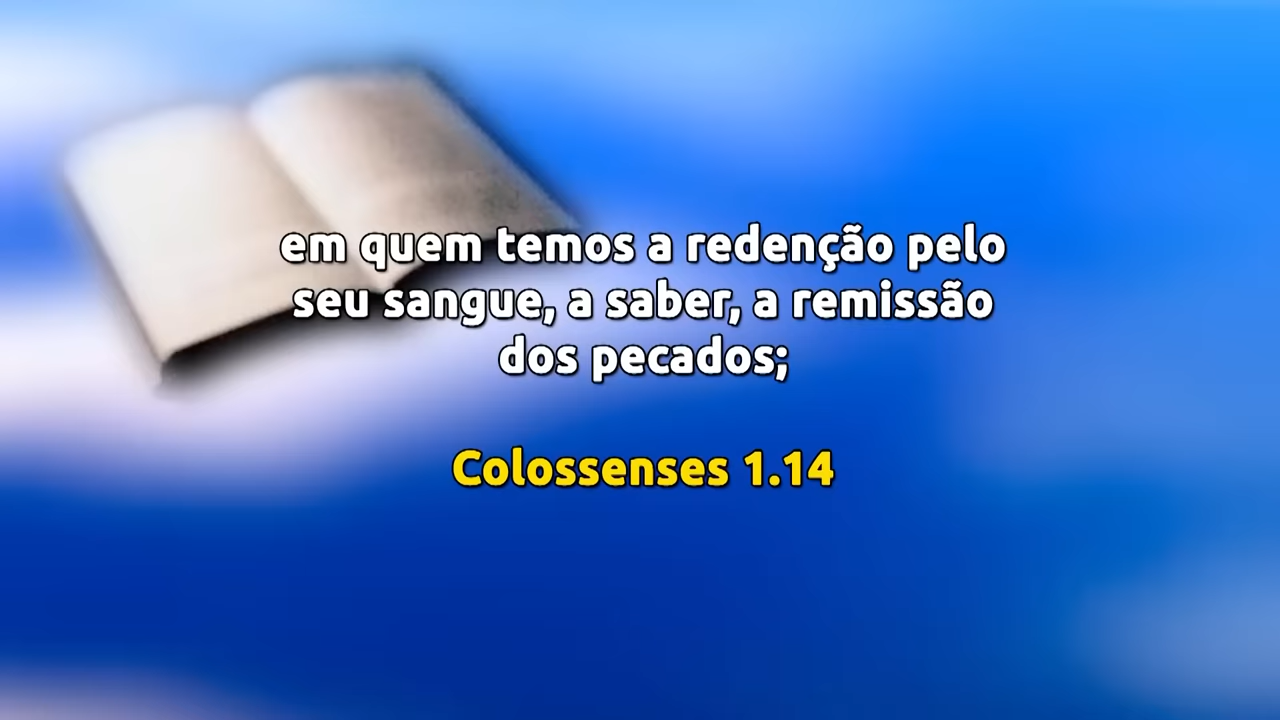 em quem temos a redenção pelo
seu sangue, a saber, a remissão
dos pecados;
Colossenses 1.14